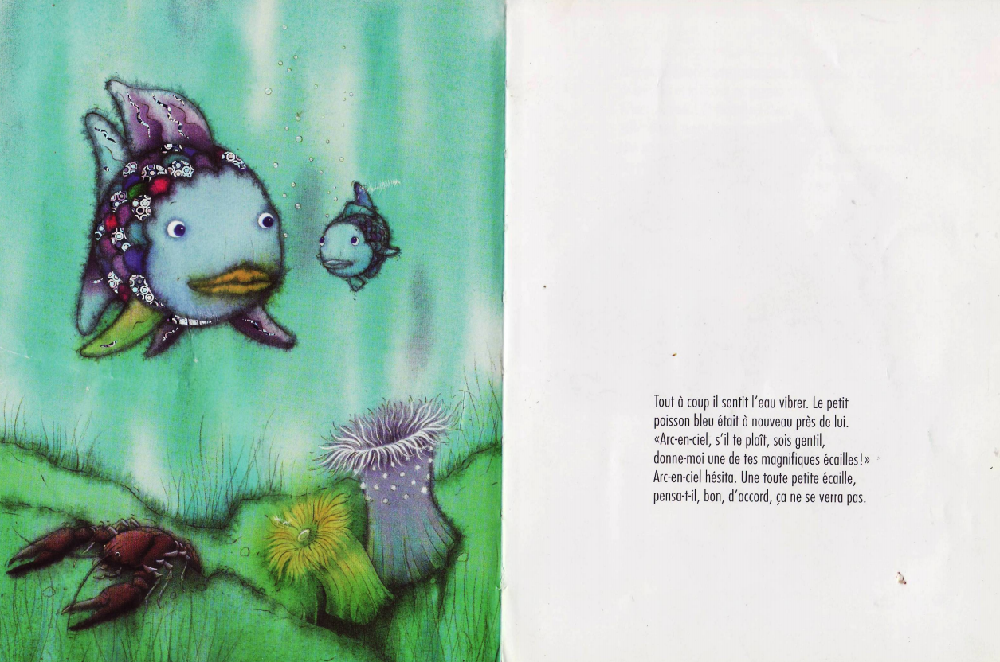 Tout à coup il sentit l'eau vibrer. Le petit
poisson bleu était à nouveau près de lui.
«Arc-en-ciel, s'il te plaît, sois gentil,
donne-moi une de tes magnifiques écailles!»
Arc-en-ciel hésita. Une toute petite écaille,
pensa-t-il, bon, d'accord, ça ne se verra pas.